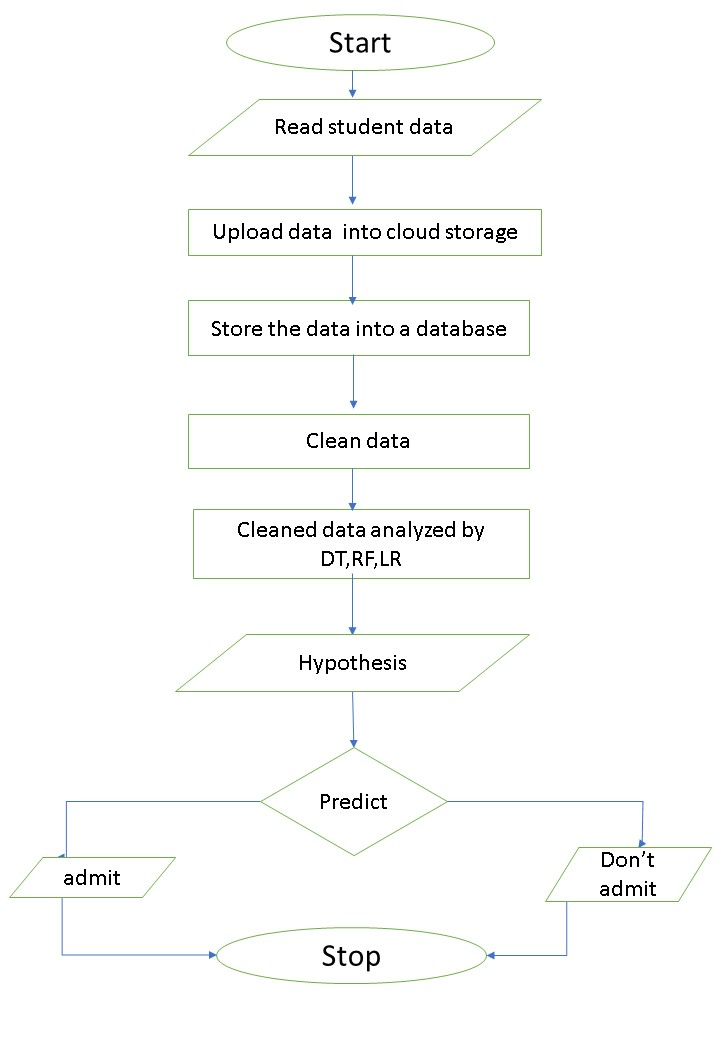 Start
Read student data
Upload data  into cloud storage
Store the data into a database
Clean data
Cleaned data analyzed by
DT,RF,LR
Hypothesis
Predict
admit
Don’t
admit
Stop